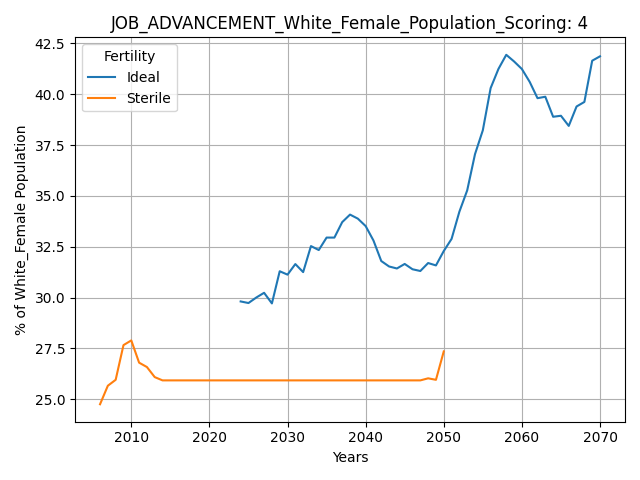 JOB_ADVANCEMENT_White_Female_Population_Scoring: 4
Fertility
Ideal
Sterile
% of White_Female Population
42.5
40.0
37.5
35.0
32.5
30.0
27.5
25.0
2010 2020 2030 2040 2050 2060 2070
Years